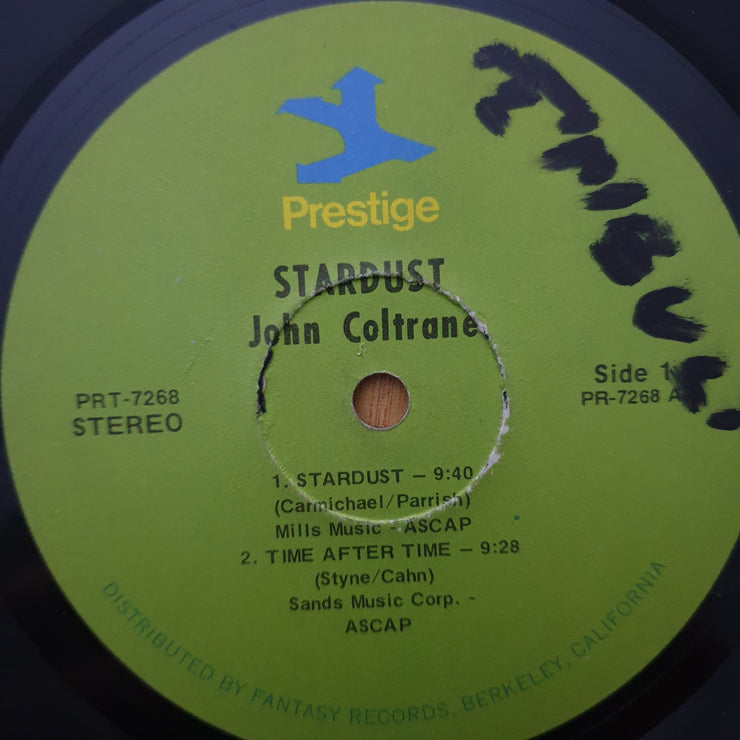 Prestige
STARDUST
John Coltrane
PRT-7268
STEREO
Side 1
PR-7268 A
TRIBUL.
1. STARDUST – 9:40
(Carmichael/Parrish)
Mills Music - ASCAP
2. TIME AFTER TIME – 9:28
(Styne/Cahn)
Sands Music Corp. -
ASCAP
DISTRIBUTED BY FANTASY RECORDS, BERKELEY, CALIFORNIA